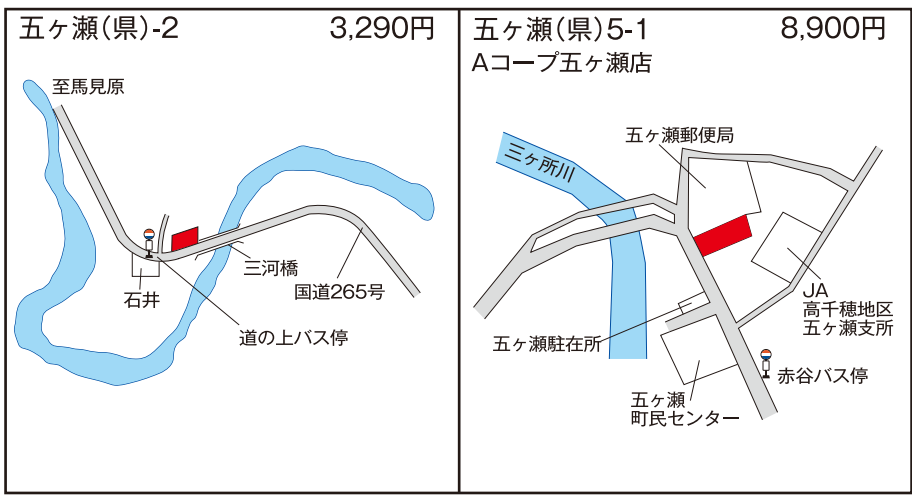 五ヶ瀬(県)-2 3,290円
至馬見原
三河橋
石井
国道265号
道の上バス停
五ヶ瀬(県)5-1 8,900円
Aコープ五ヶ瀬店
五ヶ瀬郵便局
三ヶ所川
JA
高千穂地区
五ヶ瀬支所
五ヶ瀬駐在所
赤谷バス停
五ヶ瀬
町民センター